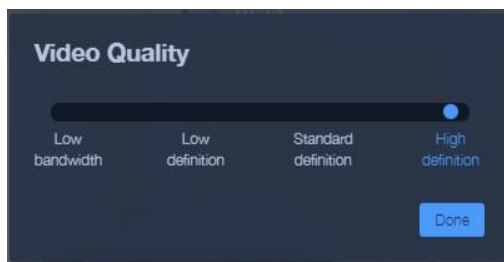 Video Quality
Low bandwidth
Low definition
Standard definition
High definition
Done